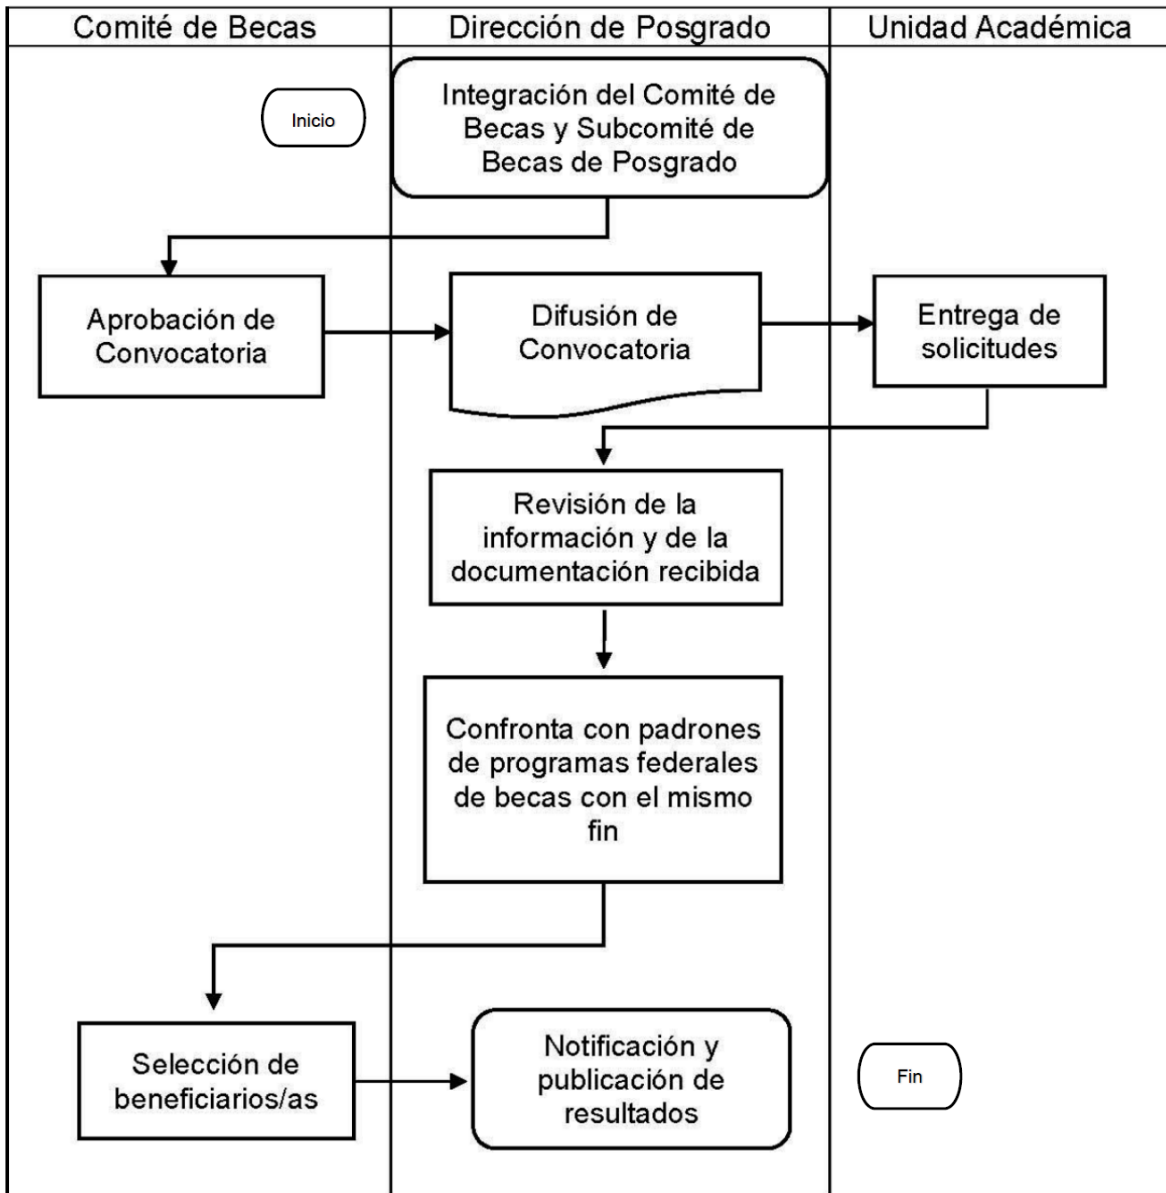 Comité de Becas
Dirección de Posgrado
Unidad Académica
Inicio
Integración del Comité de
Becas y Subcomité de
Becas de Posgrado
Aprobación de
Convocatoria
Difusión de
Convocatoria
Entrega de
solicitudes
Revisión de la
información y de la
documentación recibida
Confronta con padrones
de programas federales
de becas con el mismo
fin
Selección de
beneficiarios/as
Notificación y
publicación de
resultados
Fin